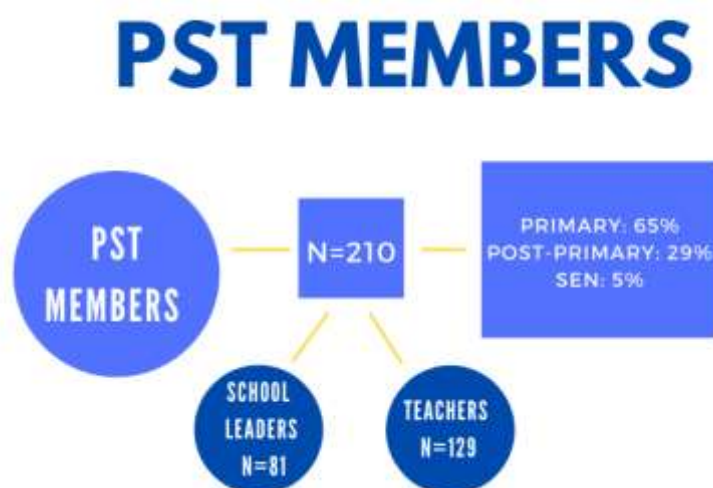 PST MEMBERS
PST
MEMBERS
N=210
PRIMARY: 65%
POST-PRIMARY: 29%
SEN: 5%
SCHOOL
LEADERS
N=81
TEACHERS
N=129